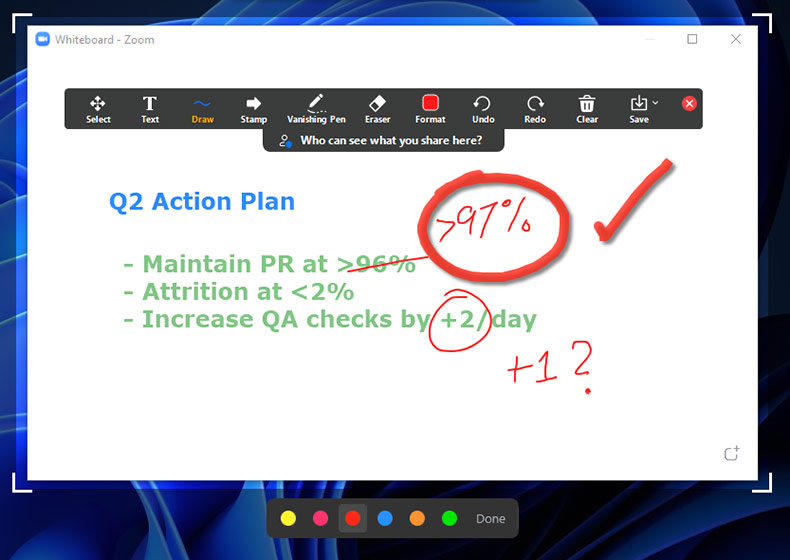 Whiteboard - Zoom
Select Text Draw Stamp Vanishing Pen Eraser Format Undo Redo Clear Save
Who can see what you share here?
Q2 Action Plan
>97%
- Maintain PR at >96%
- Attrition at <2%
- Increase QA checks by +2/day
+1?
Done